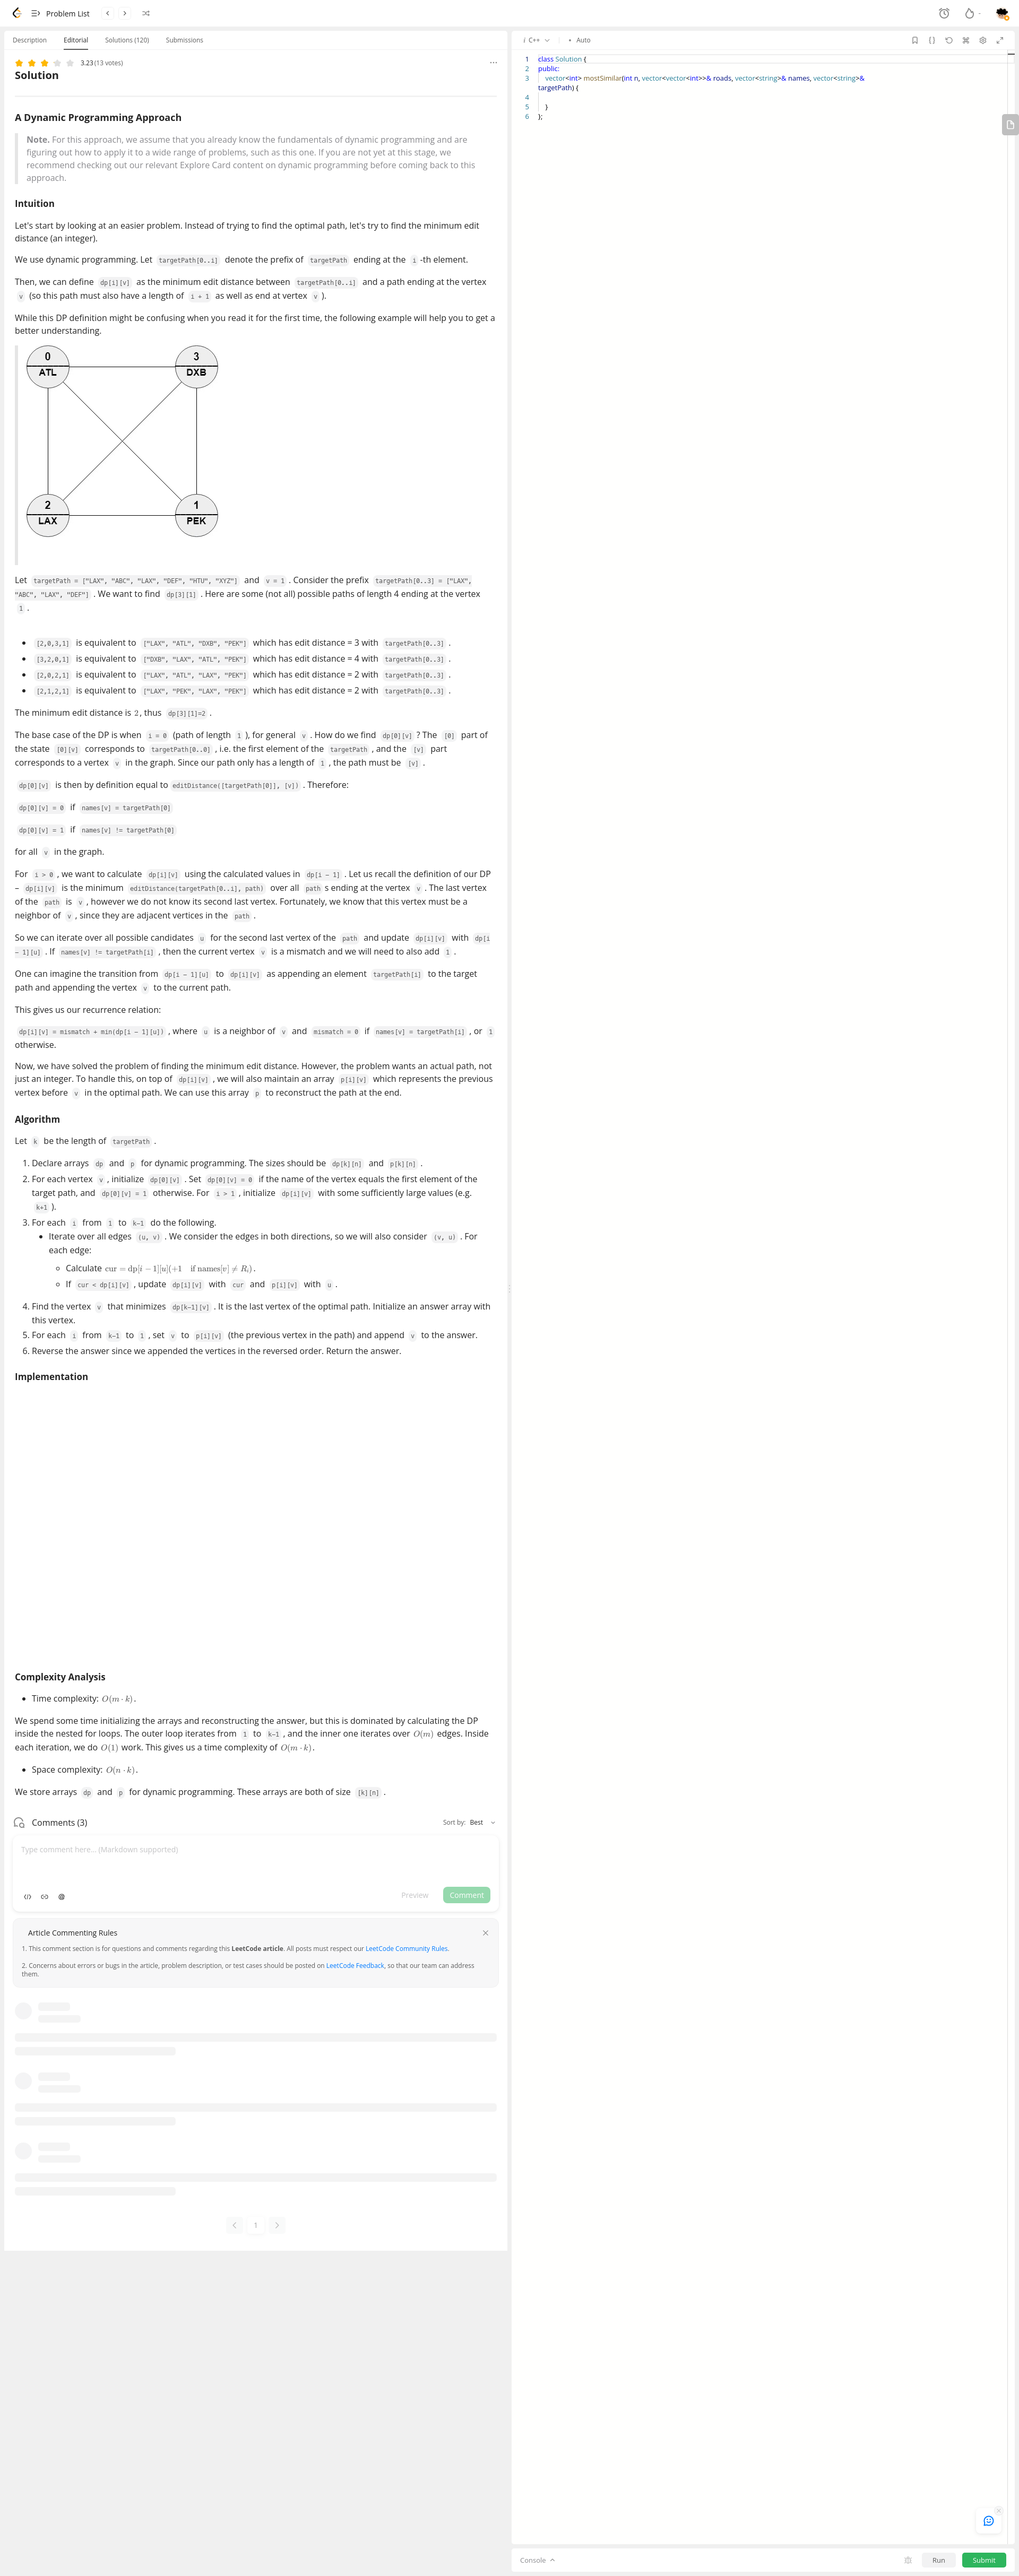 Problem List
Description
Editorial
Solutions (120)
Submissions
3.23 (13 votes)
Solution
A Dynamic Programming Approach
Note. For this approach, we assume that you already know the fundamentals of dynamic programming and are
figuring out how to apply it to a wide range of problems, such as this one. If you are not yet at this stage, we
recommend checking out our relevant Explore Card content on dynamic programming before coming back to this
approach.
Intuition
Let's start by looking at an easier problem. Instead of trying to find the optimal path, let's try to find the minimum edit
distance (an integer).
We use dynamic programming. Let targetPath[0..i] denote the prefix of targetPath ending at the i -th element.
Then, we can define dp[i][v] as the minimum edit distance between targetPath[0..i] and a path ending at the vertex
v (so this path must also have a length of i + 1 as well as end at vertex v ).
While this DP definition might be confusing when you read it for the first time, the following example will help you to get a
better understanding.
0
ATL
3
DXB
2
LAX
1
PEK
Let targetPath = ["LAX", "ABC", "LAX", "DEF", "HTU", "XYZ"] and v = 1 . Consider the prefix targetPath[0..3] = ["LAX",
"ABC", "LAX", "DEF"] . We want to find dp[3][1] . Here are some (not all) possible paths of length 4 ending at the vertex
1 .
• [2,0,3,1] is equivalent to ["LAX", "ATL", "DXB", "PEK"] which has edit distance = 3 with targetPath[0..3] .
• [3,2,0,1] is equivalent to ["DXB", "LAX", "ATL", "PEK"] which has edit distance = 4 with targetPath[0..3] .
• [2,0,2,1] is equivalent to ["LAX", "ATL", "LAX", "PEK"] which has edit distance = 2 with targetPath[0..3] .
• [2,1,2,1] is equivalent to ["LAX", "PEK", "LAX", "PEK"] which has edit distance = 2 with targetPath[0..3] .
The minimum edit distance is 2, thus dp[3][1]=2 .
The base case of the DP is when i = 0 (path of length 1 ), for general v . How do we find dp[0][v] ? The [0] part of
the state [0][v] corresponds to targetPath[0..0] , i.e. the first element of the targetPath , and the [v] part
corresponds to a vertex v in the graph. Since our path only has a length of 1 , the path must be [v] .
dp[0][v] is then by definition equal to editDistance([targetPath[0]], [v]) . Therefore:
dp[0][v] = 0 if names[v] = targetPath[0]
dp[0][v] = 1 if names[v] != targetPath[0]
for all v in the graph.
For i > 0 , we want to calculate dp[i][v] using the calculated values in dp[i − 1] . Let us recall the definition of our DP
– dp[i][v] is the minimum editDistance(targetPath[0..i], path) over all path s ending at the vertex v . The last vertex
of the path is v , however we do not know its second last vertex. Fortunately, we know that this vertex must be a
neighbor of v , since they are adjacent vertices in the path .
So we can iterate over all possible candidates u for the second last vertex of the path and update dp[i][v] with dp[i
− 1][u] . If names[v] != targetPath[i] , then the current vertex v is a mismatch and we will need to also add 1 .
One can imagine the transition from dp[i − 1][u] to dp[i][v] as appending an element targetPath[i] to the target
path and appending the vertex v to the current path.
This gives us our recurrence relation:
dp[i][v] = mismatch + min(dp[i − 1][u]) , where u is a neighbor of v and mismatch = 0 if names[v] = targetPath[i] , or 1
otherwise.
Now, we have solved the problem of finding the minimum edit distance. However, the problem wants an actual path, not
just an integer. To handle this, on top of dp[i][v] , we will also maintain an array p[i][v] which represents the previous
vertex before v in the optimal path. We can use this array p to reconstruct the path at the end.
Algorithm
Let k be the length of targetPath .
1. Declare arrays dp and p for dynamic programming. The sizes should be dp[k][n] and p[k][n] .
2. For each vertex v , initialize dp[0][v] . Set dp[0][v] = 0 if the name of the vertex equals the first element of the
target path, and dp[0][v] = 1 otherwise. For i > 1 , initialize dp[i][v] with some sufficiently large values (e.g.
k+1 ).
3. For each i from 1 to k−1 do the following.
• Iterate over all edges (u, v) . We consider the edges in both directions, so we will also consider (v, u) . For
each edge:
◦ Calculate cur = dp[i − 1][u](+1 if names[v] ≠ Rᵢ).
◦ If cur < dp[i][v] , update dp[i][v] with cur and p[i][v] with u .
4. Find the vertex v that minimizes dp[k−1][v] . It is the last vertex of the optimal path. Initialize an answer array with
this vertex.
5. For each i from k−1 to 1 , set v to p[i][v] (the previous vertex in the path) and append v to the answer.
6. Reverse the answer since we appended the vertices in the reversed order. Return the answer.
Implementation
Complexity Analysis
• Time complexity: O(m · k).
We spend some time initializing the arrays and reconstructing the answer, but this is dominated by calculating the DP
inside the nested for loops. The outer loop iterates from 1 to k−1 , and the inner one iterates over O(m) edges. Inside
each iteration, we do O(1) work. This gives us a time complexity of O(m · k).
• Space complexity: O(n · k).
We store arrays dp and p for dynamic programming. These arrays are both of size [k][n] .
Comments (3)
Sort by: Best
Type comment here... (Markdown supported)
Preview
Comment
Article Commenting Rules
1. This comment section is for questions and comments regarding this LeetCode article. All posts must respect our LeetCode Community Rules.
2. Concerns about errors or bugs in the article, problem description, or test cases should be posted on LeetCode Feedback, so that our team can address
them.
1
i C++
• Auto
1 class Solution {
2 public:
3 vector<int> mostSimilar(int n, vector<vector<int>>& roads, vector<string>& names, vector<string>&
targetPath) {
4
5 }
6 };
Console
Run
Submit